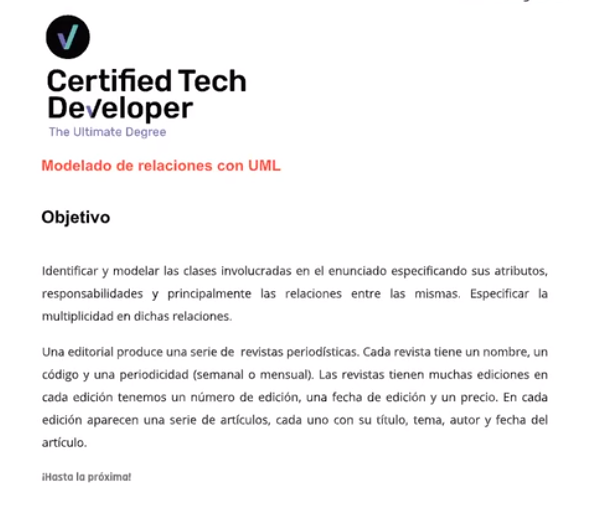 Certified Tech
Developer
The Ultimate Degree
Modelado de relaciones con UML
Objetivo
Identificar y modelar las clases involucradas en el enunciado especificando sus atributos,
responsabilidades y principalmente las relaciones entre las mismas. Especificar la
multiplicidad en dichas relaciones.
Una editorial produce una serie de revistas periodísticas. Cada revista tiene un nombre, un
código y una periodicidad (semanal o mensual). Las revistas tienen muchas ediciones en
cada edición tenemos un número de edición, una fecha de edición y un precio. En cada
edición aparecen una serie de artículos, cada uno con su título, tema, autor y fecha del
artículo.
¡Hasta la próxima!